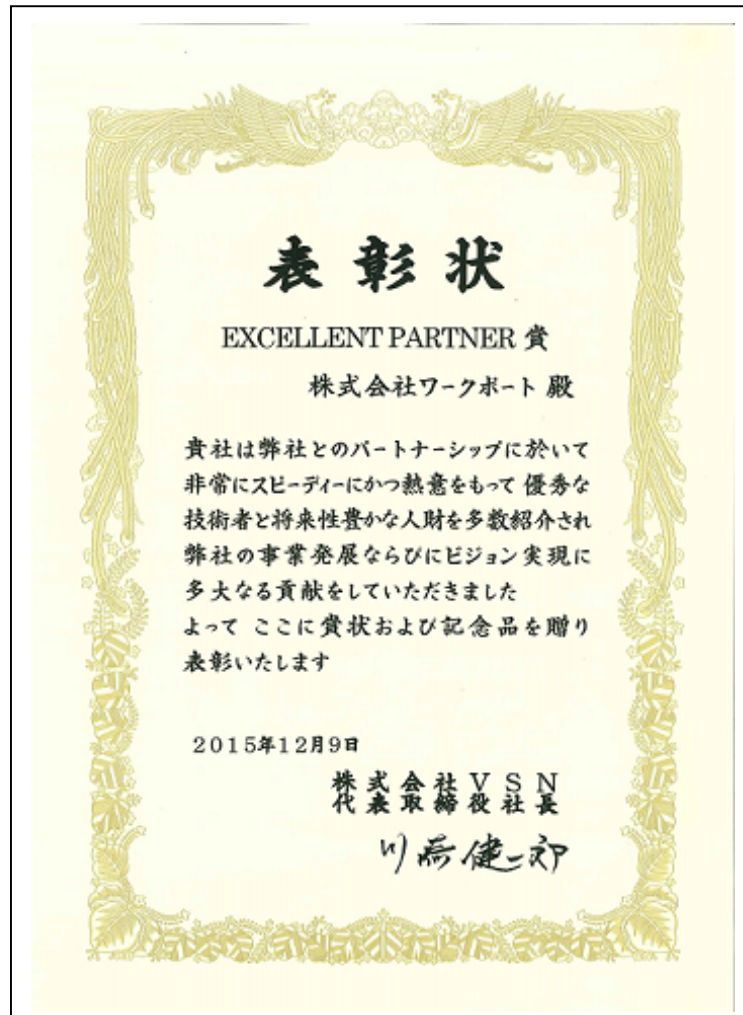 表彰状
EXCELLENT PARTNER 賞
株式会社ワークポート 殿
貴社は弊社とのパートナーシップに於いて
非常にスピーディーにかつ熱意をもって 優秀な
技術者と将来性豊かな人財を多数紹介され
弊社の事業発展ならびにビジョン実現に
多大なる貢献をしていただきました
よって ここに賞状および記念品を贈り
表彰いたします
2015年12月9日
株式会社VSN
代表取締役社長
川崎健一郎